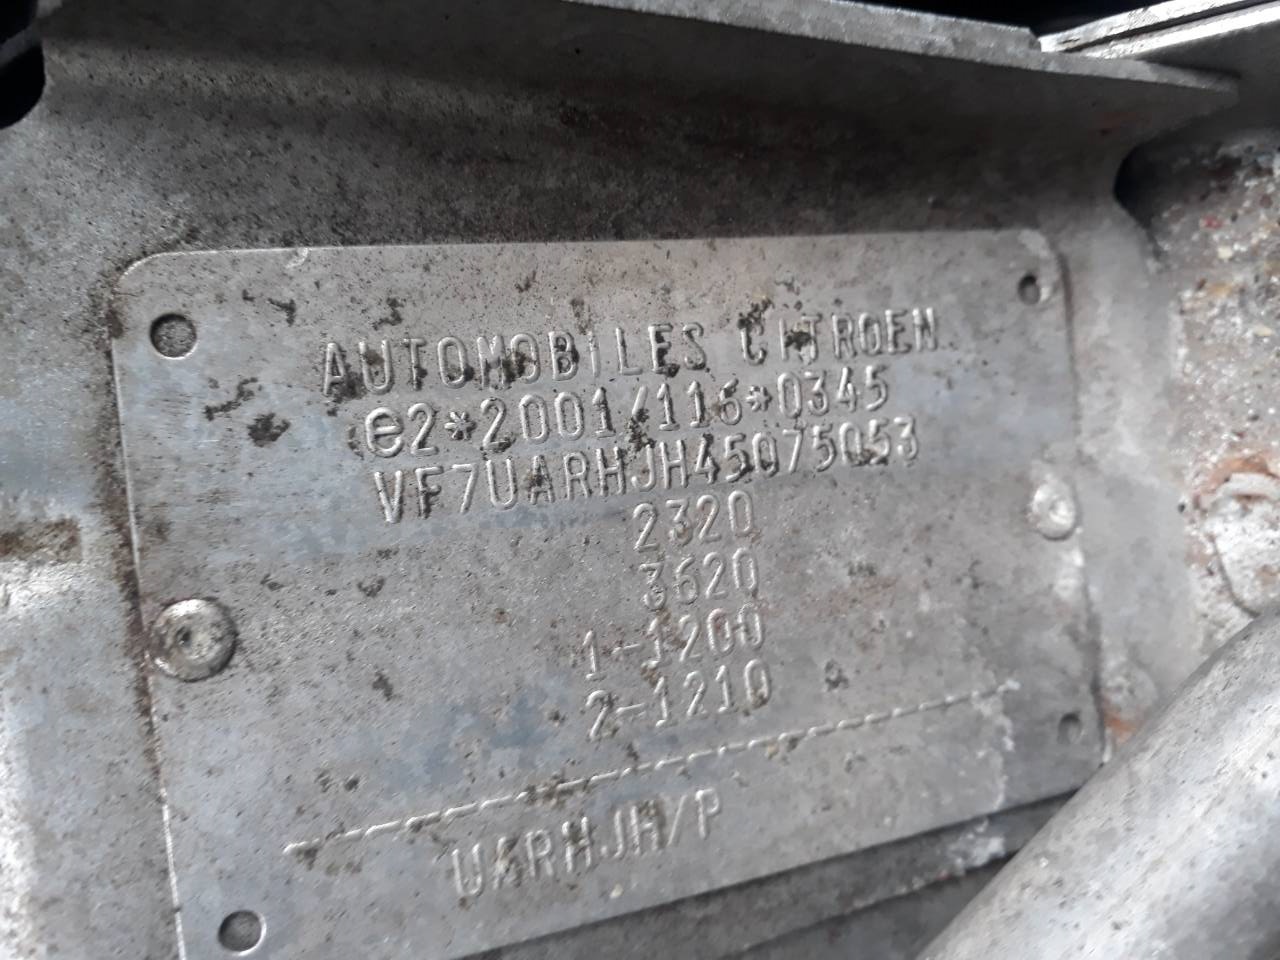 AUTOMOBILES CITROEN
e2*2001/116*0345
VF7UARHJH45075053
2320
3620
1-1200
2-1210
UARHJH/P